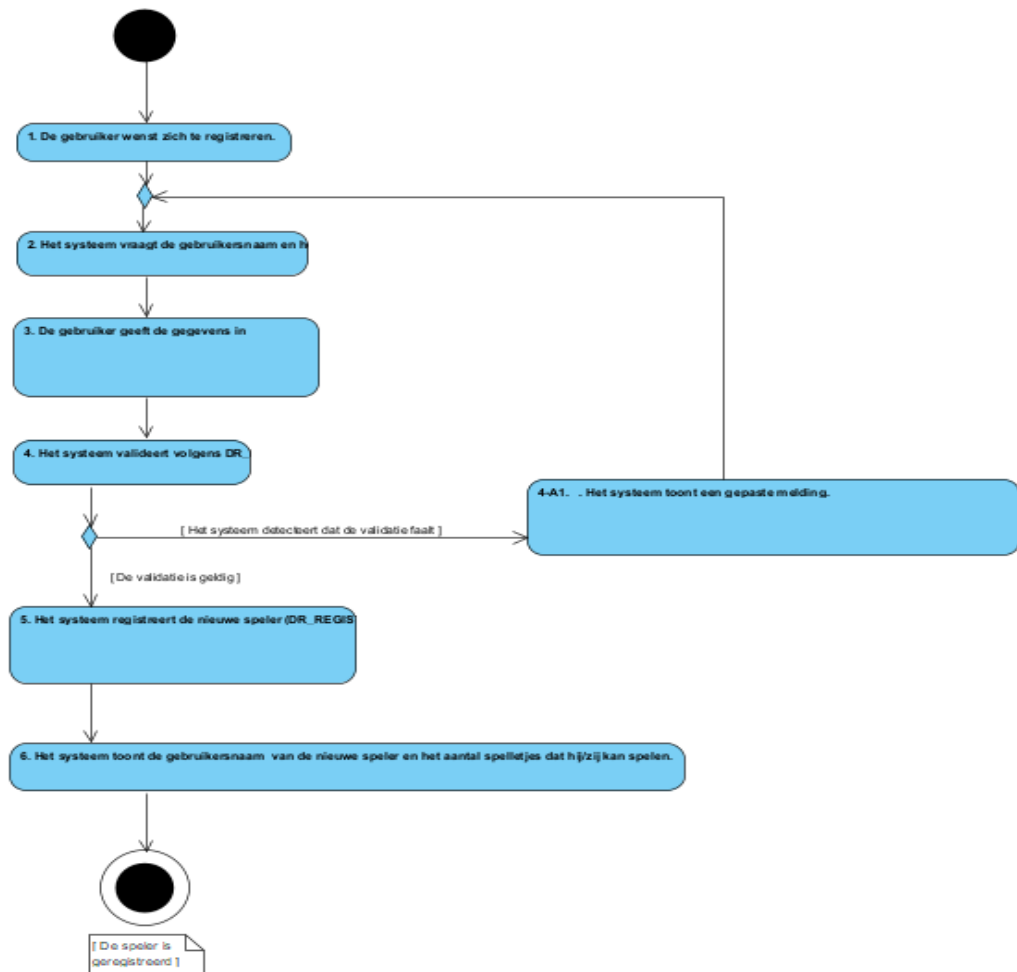 1. De gebruiker wenst zich te registreren.
2. Het systeem vraagt de gebruikersnaam en h
3. De gebruiker geeft de gegevens in
4. Het systeem valideert volgens DR_
4-A1. . Het systeem toont een gepaste melding.
[ Het systeem detecteert dat de validatie faalt ]
[ De validatie is geldig ]
5. Het systeem registreert de nieuwe speler (DR_REGIS
6. Het systeem toont de gebruikersnaam van de nieuwe speler en het aantal spelletjes dat hij/zij kan spelen.
[ De speler is
geregistreerd ]